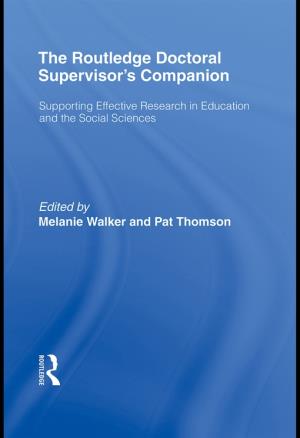 The Routledge Doctoral
Supervisor's Companion
Supporting Effective Research in Education
and the Social Sciences
Edited by
Melanie Walker and Pat Thomson
ROUTLEDGE